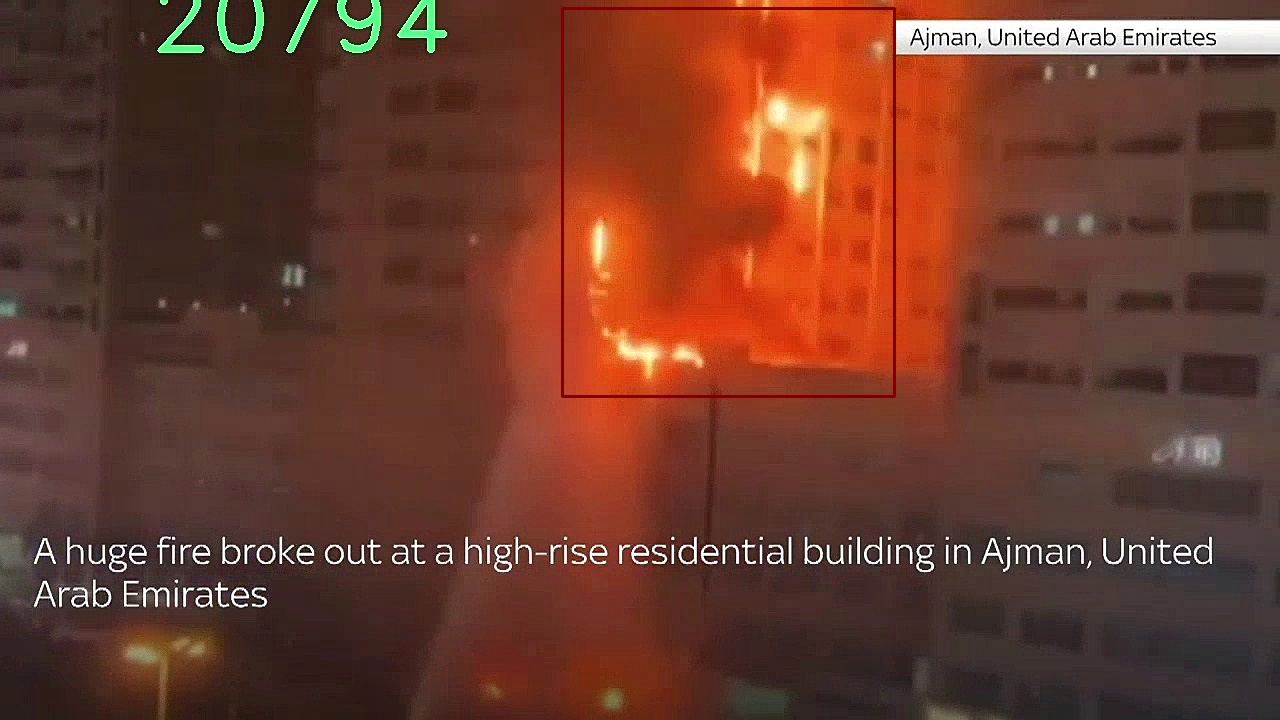 20794
Ajman, United Arab Emirates
A huge fire broke out at a high-rise residential building in Ajman, United
Arab Emirates